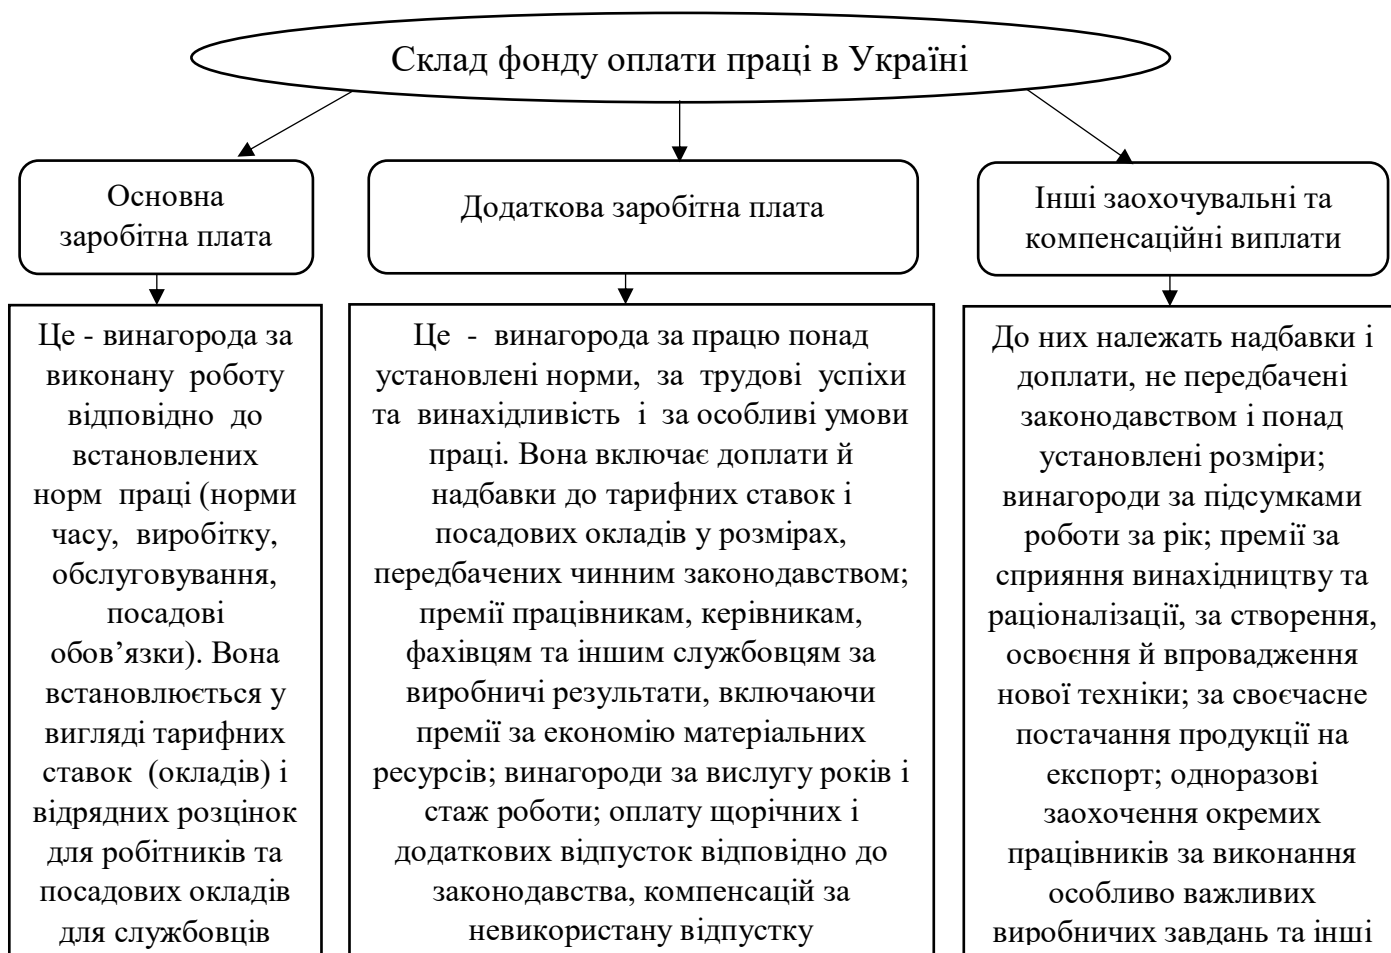 Склад фонду оплати праці в Україні
Основна
заробітна плата
Додаткова заробітна плата
Інші заохочувальні та
компенсаційні виплати
Це - винагорода за
виконану роботу
відповідно до
встановлених
норм праці (норми
часу, виробітку,
обслуговування,
посадові
обов’язки). Вона
встановлюється у
вигляді тарифних
ставок (окладів) і
відрядних розцінок
для робітників та
посадових окладів
для службовців
Це - винагорода за працю понад
установлені норми, за трудові успіхи
та винахідливість і за особливі умови
праці. Вона включає доплати й
надбавки до тарифних ставок і
посадових окладів у розмірах,
передбачених чинним законодавством;
премії працівникам, керівникам,
фахівцям та іншим службовцям за
виробничі результати, включаючи
премії за економію матеріальних
ресурсів; винагороди за вислугу років і
стаж роботи; оплату щорічних і
додаткових відпусток відповідно до
законодавства, компенсацій за
невикористану відпустку
До них належать надбавки і
доплати, не передбачені
законодавством і понад
установлені розміри;
винагороди за підсумками
роботи за рік; премії за
сприяння винахідництву та
раціоналізації, за створення,
освоєння й впровадження
нової техніки; за своєчасне
постачання продукції на
експорт; одноразові
заохочення окремих
працівників за виконання
особливо важливих
виробничих завдань та інші